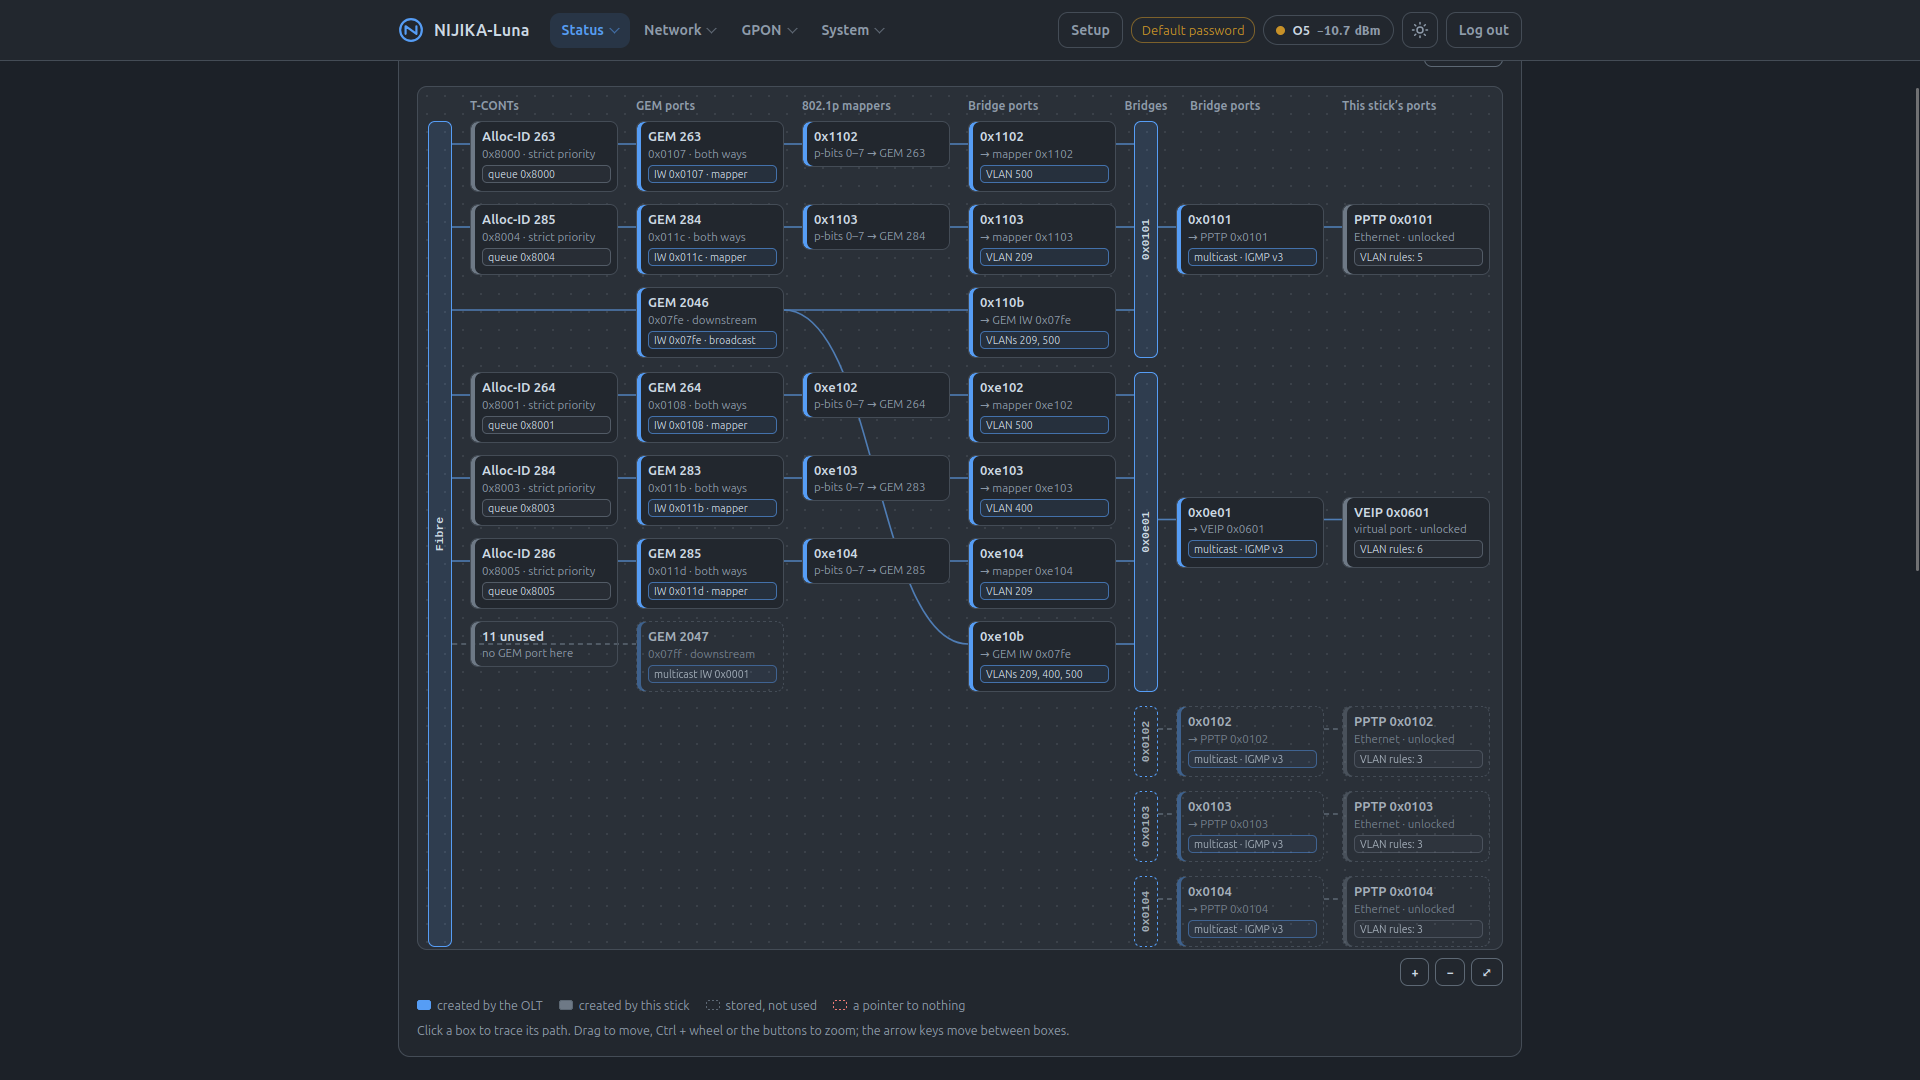 NIJIKA-Luna
Status
Network
GPON
System
Setup
Default password
O5 −10.7 dBm
Log out
T-CONTs
GEM ports
802.1p mappers
Bridge ports
Bridges
Bridge ports
This stick's ports
Fibre
Alloc-ID 263
0x8000 · strict priority
queue 0x8000
GEM 263
0x0107 · both ways
IW 0x0107 · mapper
0x1102
p-bits 0–7 → GEM 263
0x1102
→ mapper 0x1102
VLAN 500
Alloc-ID 285
0x8004 · strict priority
queue 0x8004
GEM 284
0x011c · both ways
IW 0x011c · mapper
0x1103
p-bits 0–7 → GEM 284
0x1103
→ mapper 0x1103
VLAN 209
0x0101
0x0101
→ PPTP 0x0101
multicast · IGMP v3
PPTP 0x0101
Ethernet · unlocked
VLAN rules: 5
GEM 2046
0x07fe · downstream
IW 0x07fe · broadcast
0x110b
→ GEM IW 0x07fe
VLANs 209, 500
Alloc-ID 264
0x8001 · strict priority
queue 0x8001
GEM 264
0x0108 · both ways
IW 0x0108 · mapper
0xe102
p-bits 0–7 → GEM 264
0xe102
→ mapper 0xe102
VLAN 500
Alloc-ID 284
0x8003 · strict priority
queue 0x8003
GEM 283
0x011b · both ways
IW 0x011b · mapper
0xe103
p-bits 0–7 → GEM 283
0xe103
→ mapper 0xe103
VLAN 400
0x0e01
0x0e01
→ VEIP 0x0601
multicast · IGMP v3
VEIP 0x0601
virtual port · unlocked
VLAN rules: 6
Alloc-ID 286
0x8005 · strict priority
queue 0x8005
GEM 285
0x011d · both ways
IW 0x011d · mapper
0xe104
p-bits 0–7 → GEM 285
0xe104
→ mapper 0xe104
VLAN 209
11 unused
no GEM port here
GEM 2047
0x07ff · downstream
multicast IW 0x0001
0xe10b
→ GEM IW 0x07fe
VLANs 209, 400, 500
0x0102
0x0102
→ PPTP 0x0102
multicast · IGMP v3
PPTP 0x0102
Ethernet · unlocked
VLAN rules: 3
0x0103
0x0103
→ PPTP 0x0103
multicast · IGMP v3
PPTP 0x0103
Ethernet · unlocked
VLAN rules: 3
0x0104
0x0104
→ PPTP 0x0104
multicast · IGMP v3
PPTP 0x0104
Ethernet · unlocked
VLAN rules: 3
+
−
⤢
created by the OLT
created by this stick
stored, not used
a pointer to nothing
Click a box to trace its path. Drag to move, Ctrl + wheel or the buttons to zoom; the arrow keys move between boxes.